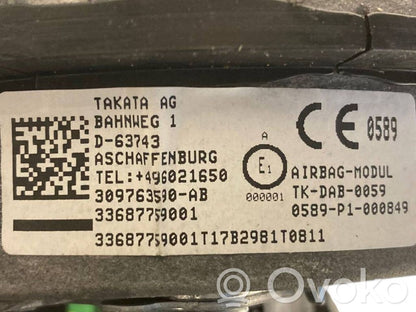 TAKATA AG
BAHNWEG 1
D-63743
ASCHAFFENBURG
TEL:+496021650
309763590-AB
33687759001
33687759001T17B2981T0811
A
E1
000001
CE 0589
AIRBAG-MODUL
TK-DAB-0059
0589-P1-000849
Ovoko